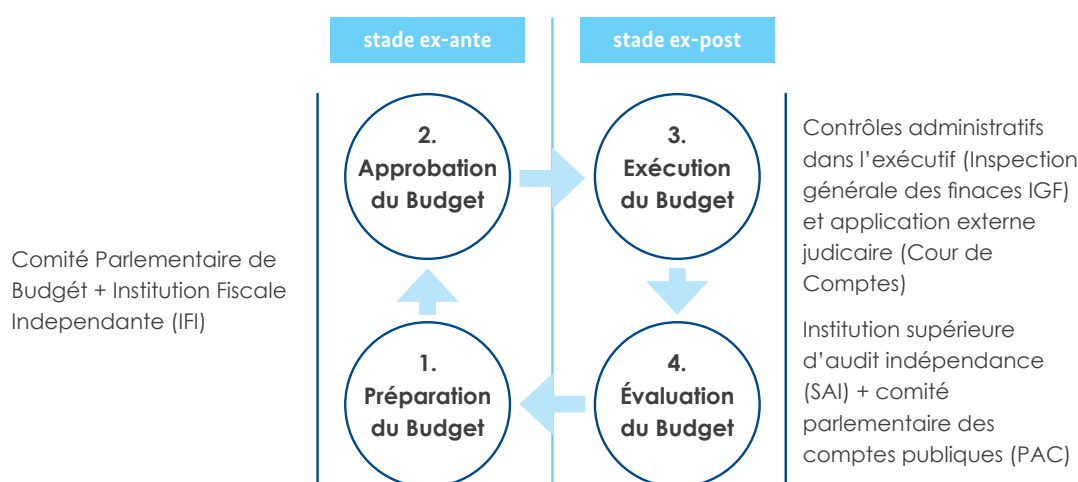 stade ex-ante
stade ex-post
2.
Approbation
du Budget
3.
Exécution
du Budget
Contrôles administratifs
dans l'exécutif (Inspection
générale des finaces IGF)
et application externe
judicaire (Cour de
Comptes)
Comité Parlementaire de
Budgét + Institution Fiscale
Independante (IFI)
1.
Préparation
du Budget
4.
Évaluation
du Budget
Institution supérieure
d'audit indépendance
(SAI) + comité
parlementaire des
comptes publiques (PAC)